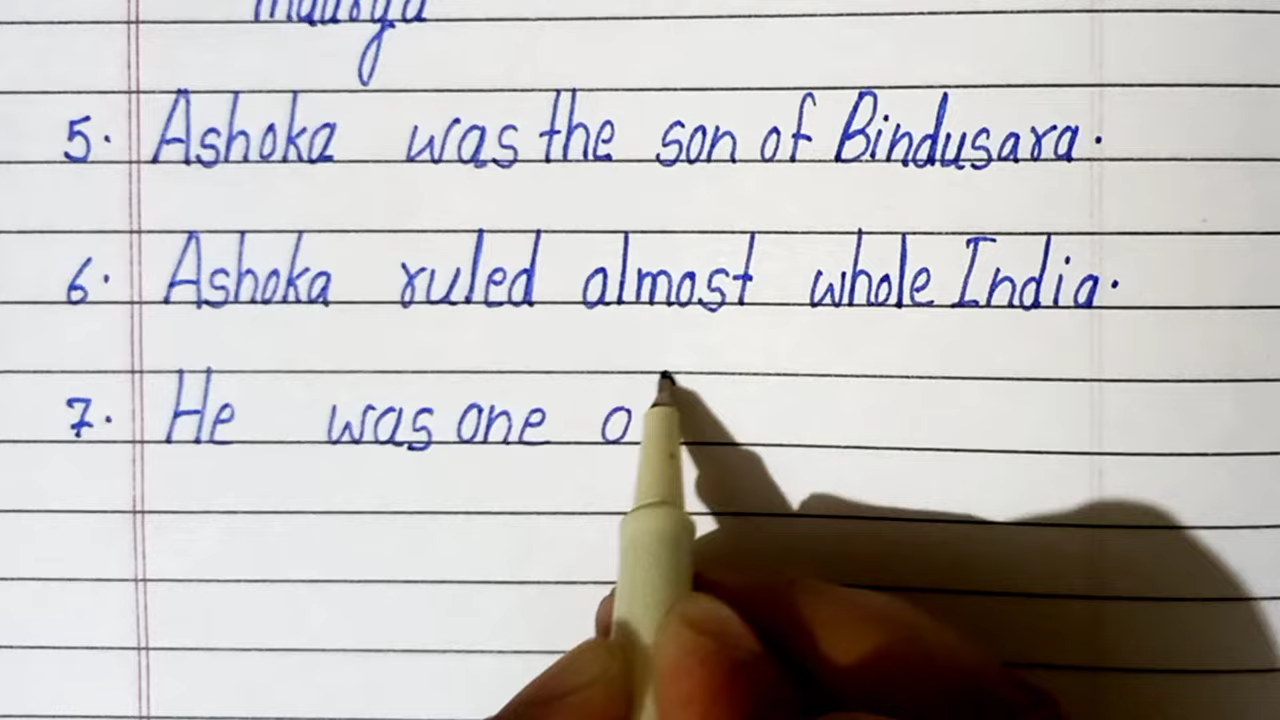 5. Ashoka was the son of Bindusara.
6. Ashoka ruled almost whole India.
7. He was one o